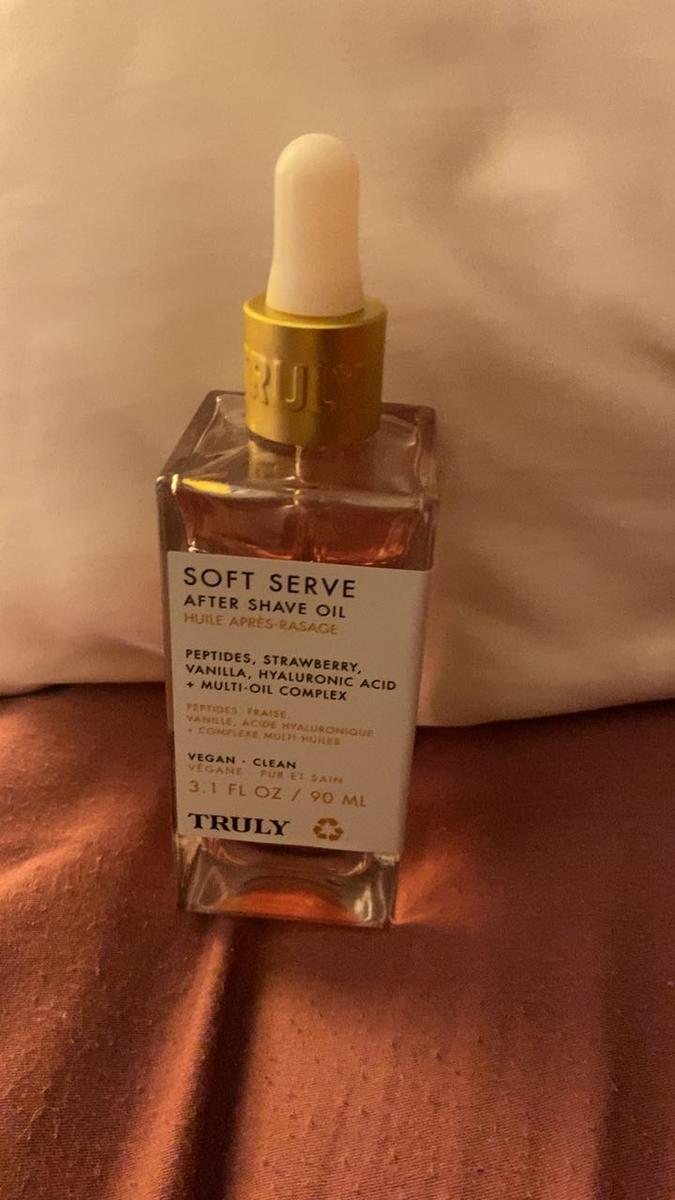 TRULY
SOFT SERVE
AFTER SHAVE OIL
HUILE APRÈS-RASAGE
PEPTIDES, STRAWBERRY,
VANILLA, HYALURONIC ACID
+ MULTI-OIL COMPLEX
PEPTIDES, FRAISE,
VANILLE, ACIDE HYALURONIQUE
+ COMPLEXE MULTI-HUILES
VEGAN · CLEAN
VÉGANE PUR ET SAIN
3.1 FL OZ / 90 ML
TRULY